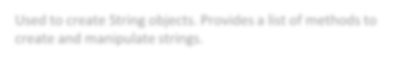 Used to create String objects. Provides a list of methods to
create and manipulate strings.